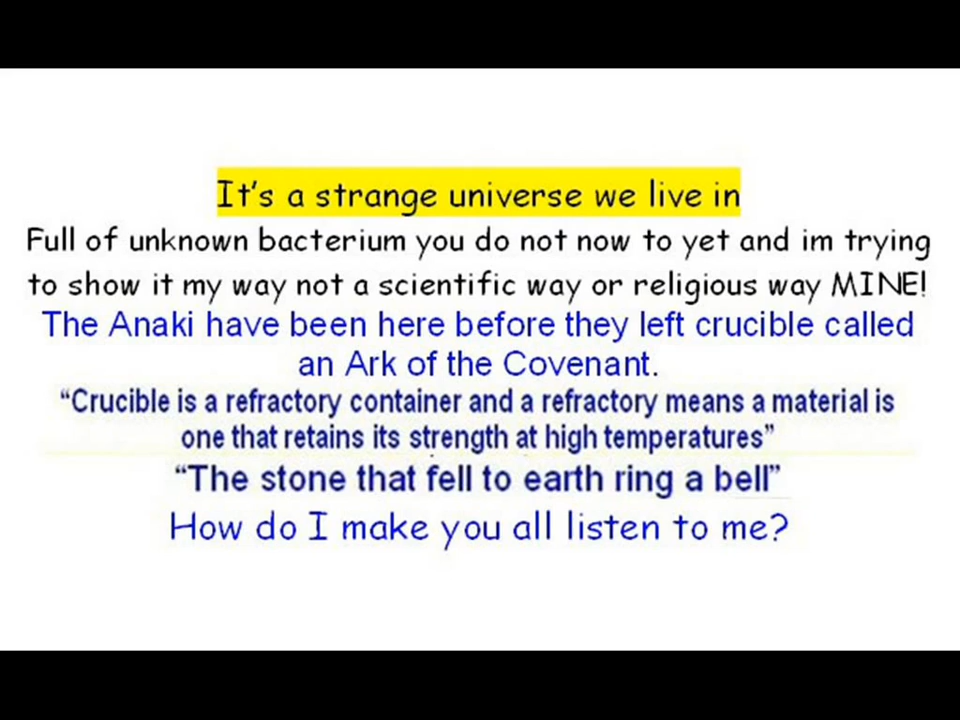 It's a strange universe we live in
Full of unknown bacterium you do not now to yet and im trying
to show it my way not a scientific way or religious way MINE!
The Anaki have been here before they left crucible called
an Ark of the Covenant.
“Crucible is a refractory container and a refractory means a material is
one that retains its strength at high temperatures”
“The stone that fell to earth ring a bell”
How do I make you all listen to me?